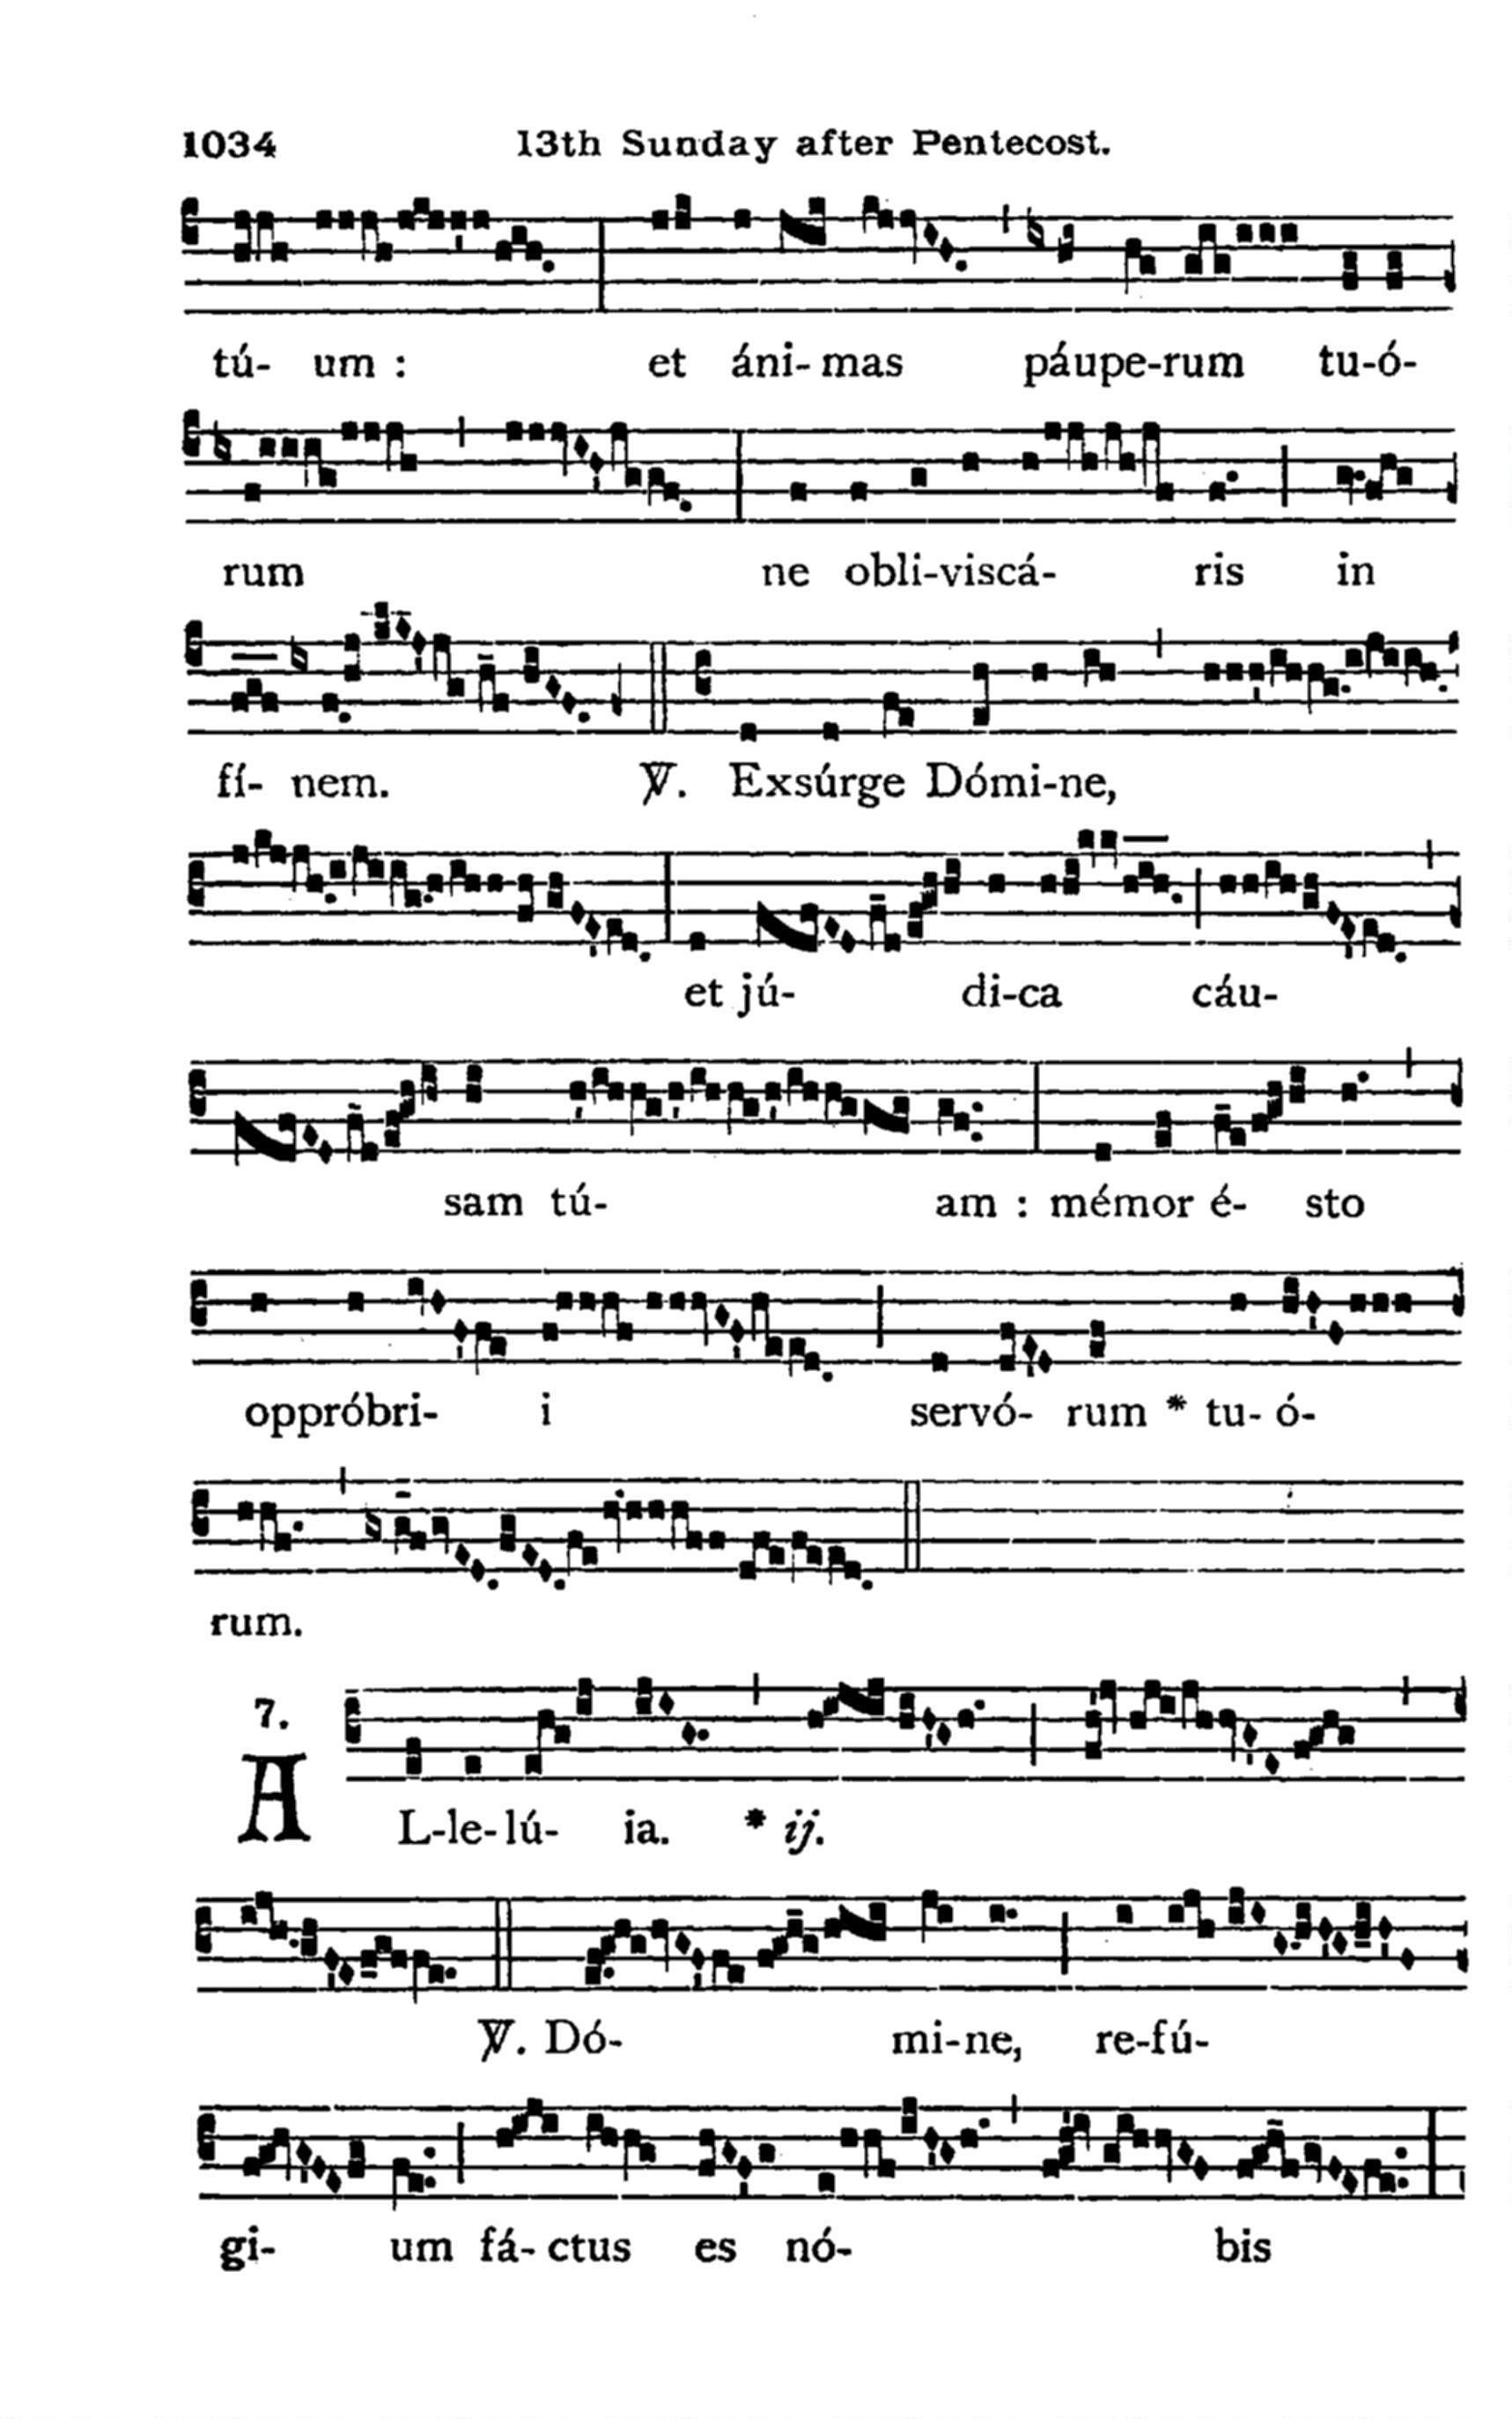 1034 13th Sunday after Pentecost.
tú- um : et áni- mas páupe-rum tu-ó-
rum ne obli-viscá- ris in
fí- nem. ℣. Exsúrge Dómi-ne,
et jú- di-ca cáu-
sam tú- am : mémor é- sto
oppróbri- i servó- rum * tu- ó-
rum.
7.
AL-le-lú- ia. * ij.
℣. Dó- mi-ne, re-fú-
gi- um fá- ctus es nó- bis